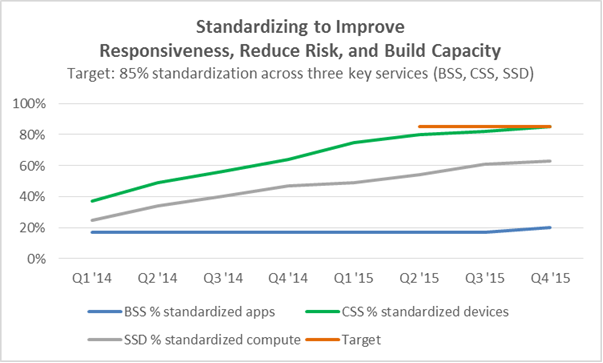 Standardizing to Improve
Responsiveness, Reduce Risk, and Build Capacity
Target: 85% standardization across three key services (BSS, CSS, SSD)
100%
80%
60%
40%
20%
0%
Q1 '14 Q2 '14 Q3 '14 Q4 '14 Q1 '15 Q2 '15 Q3 '15 Q4 '15
BSS % standardized apps CSS % standardized devices
SSD % standardized compute Target